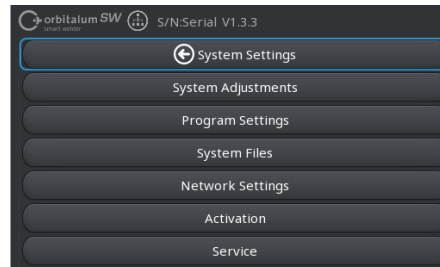 orbitalum SW S/N:Serial V1.3.3
smart welder
System Settings
System Adjustments
Program Settings
System Files
Network Settings
Activation
Service